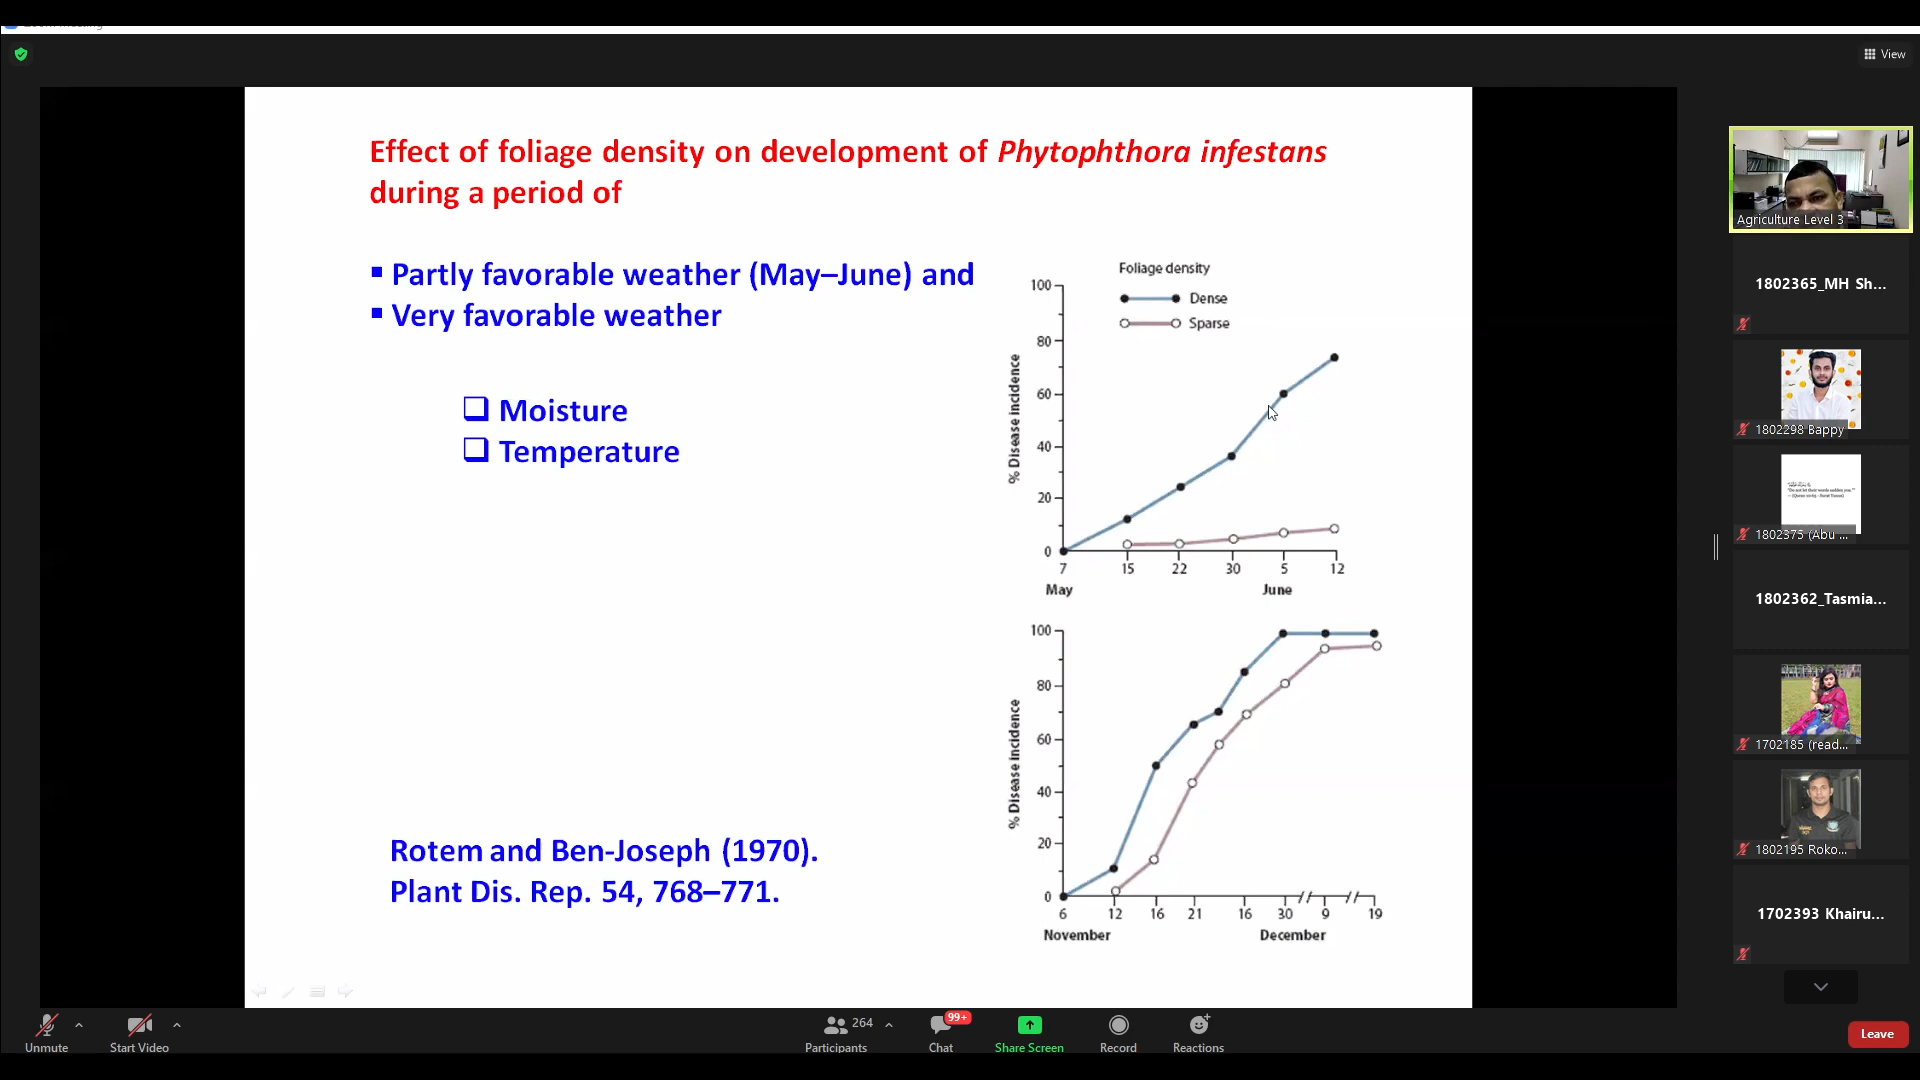 View
Effect of foliage density on development of Phytophthora infestans
during a period of
▪ Partly favorable weather (May–June) and
▪ Very favorable weather
❑ Moisture
❑ Temperature
Rotem and Ben-Joseph (1970).
Plant Dis. Rep. 54, 768–771.
Foliage density
Dense
Sparse
% Disease incidence
100
80
60
40
20
0
7 15 22 30 5 12
May June
% Disease incidence
100
80
60
40
20
0
6 12 16 21 16 30 9 19
November December
Agriculture Level 3
1802365_MH Sh...
1802298 Bappy
1802375 (Abu ...
1802362_Tasmia...
1702185 (read...
1802195 Roko...
1702393 Khairu...
Unmute
Start Video
264
Participants
99+
Chat
Share Screen
Record
Reactions
Leave